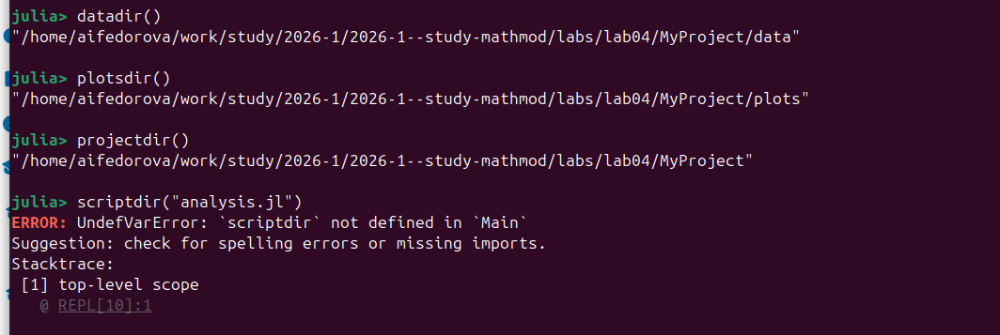 julia> datadir()
"/home/aifedorova/work/study/2026-1/2026-1--study-mathmod/labs/lab04/MyProject/data"
julia> plotsdir()
"/home/aifedorova/work/study/2026-1/2026-1--study-mathmod/labs/lab04/MyProject/plots"
julia> projectdir()
"/home/aifedorova/work/study/2026-1/2026-1--study-mathmod/labs/lab04/MyProject"
julia> scriptdir("analysis.jl")
ERROR: UndefVarError: `scriptdir` not defined in `Main`
Suggestion: check for spelling errors or missing imports.
Stacktrace:
 [1] top-level scope
   @ REPL[10]:1